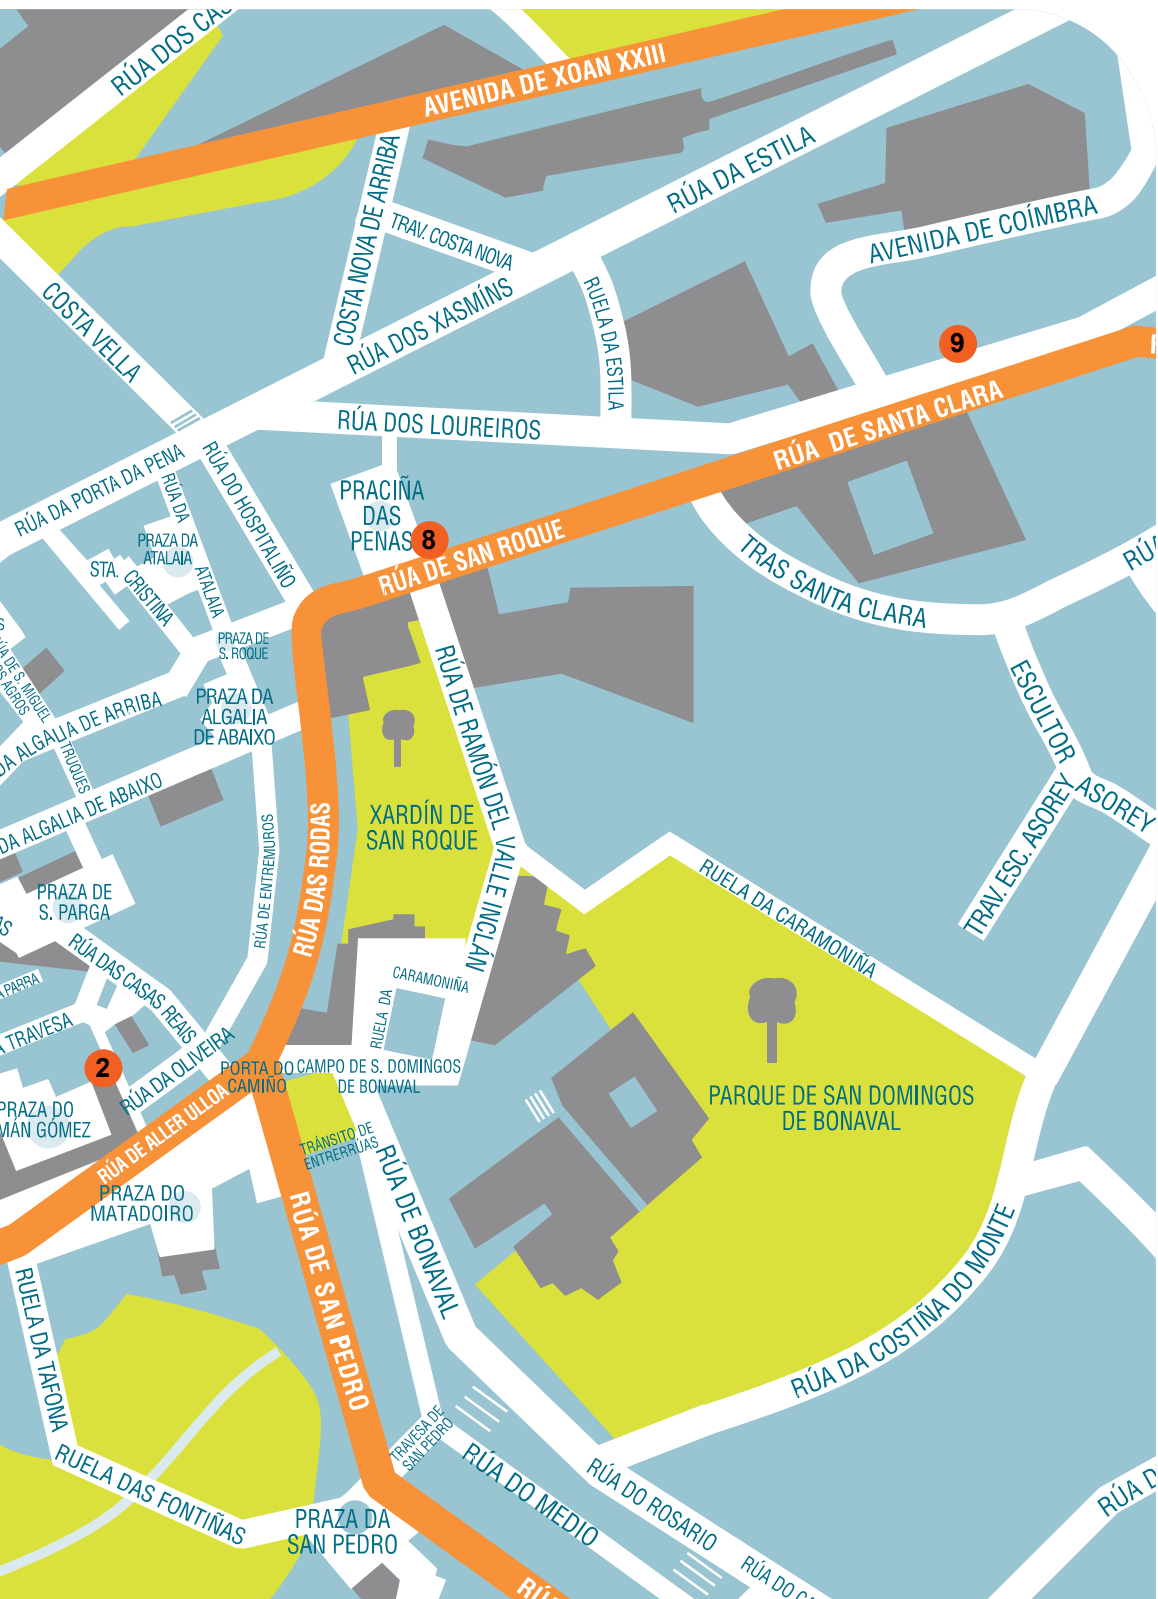 RÚA DOS
AVENIDA DE XOAN XXIII
COSTA NOVA DE ARRIBA
TRAV. COSTA NOVA
RÚA DA ESTILA
AVENIDA DE COÍMBRA
COSTA VELLA
RÚA DOS XASMÍNS
RUELA DA ESTILA
9
RÚA DOS LOUREIROS
RÚA DE SANTA CLARA
RÚA DA PORTA DA PENA
RÚA DO HOSPITALIÑO
RÚA DA
ATALAIA
PRAZA DA
ATALAIA
STA.
CRISTINA
PRACIÑA
DAS
PENAS
8
RÚA DE SAN ROQUE
TRAS SANTA CLARA
PRAZA DE
S. ROQUE
RÚA DE S. MIGUEL
ALGALIA DE ARRIBA
PRAZA DA
ALGALIA
DE ABAIXO
TRUQUES
DA ALGALIA DE ABAIXO
RÚA DE RAMÓN DEL VALLE INCLÁN
ESCULTOR
ASOREY
TRAV. ESC. ASOREY
XARDÍN DE
SAN ROQUE
RÚA DAS RODAS
RÚA DE ENTREMUROS
PRAZA DE
S. PARGA
RÚA DAS CASAS REAIS
PARRA
TRAVESA
2
RÚA DA OLIVEIRA
RUELA DA CARAMONIÑA
CARAMONIÑA
RUELA DA
PORTA DO
CAMIÑO
CAMPO DE S. DOMINGOS
DE BONAVAL
PARQUE DE SAN DOMINGOS
DE BONAVAL
PRAZA DO
GÓMEZ
RÚA DE ALLER ULLOA
TRÁNSITO DE
ENTRERRÚAS
PRAZA DO
MATADOIRO
RÚA DE BONAVAL
RÚA DE SAN PEDRO
RUELA DA TAFONA
RÚA DA COSTIÑA DO MONTE
TRAVESA DE
SAN PEDRO
RUELA DAS FONTIÑAS
RÚA DO MEDIO
RÚA DO ROSARIO
PRAZA DA
SAN PEDRO
RÚA DO
RÚA